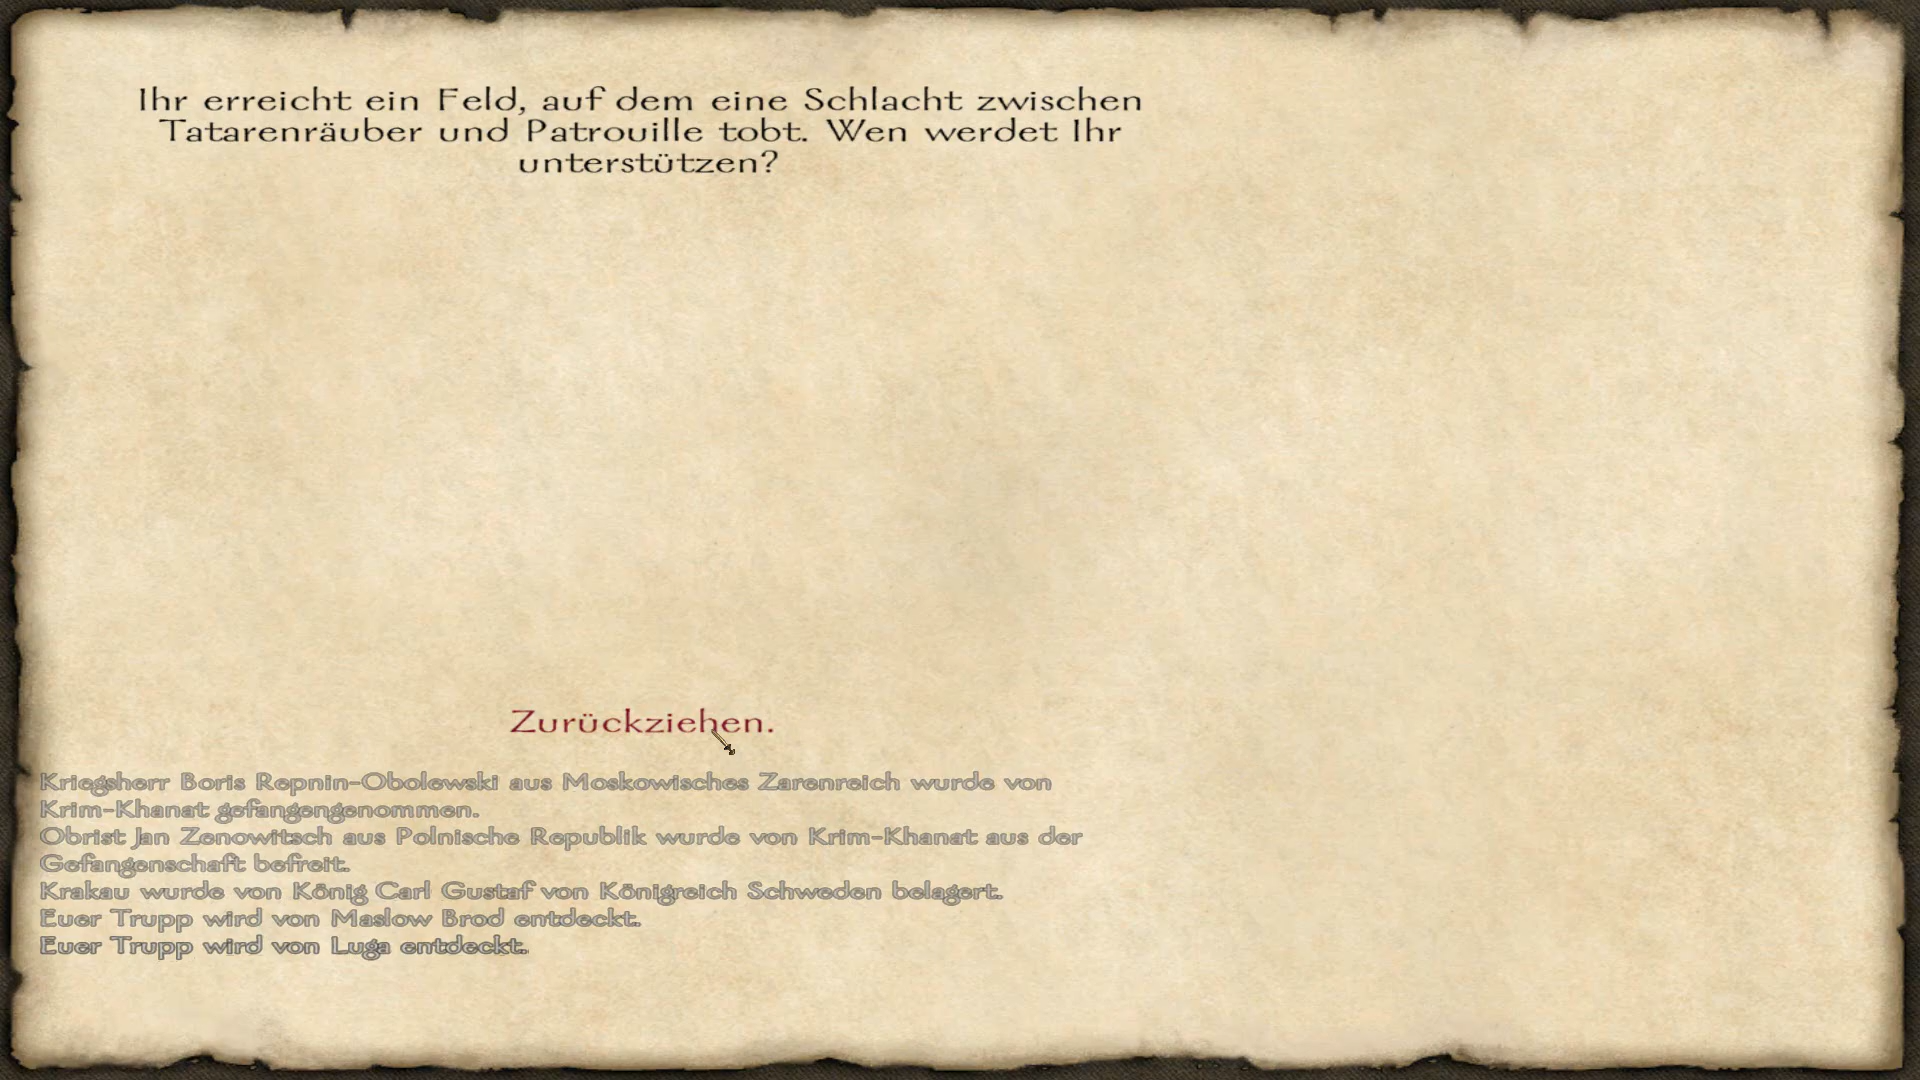 Ihr erreicht ein Feld, auf dem eine Schlacht zwischen
Tatarenräuber und Patrouille tobt. Wen werdet Ihr
unterstützen?
Zurückziehen.
Kriegsherr Boris Repnin-Obolewski aus Moskowisches Zarenreich wurde von
Krim-Khanat gefangengenommen.
Obrist Jan Zenowitsch aus Polnische Republik wurde von Krim-Khanat aus der
Gefangenschaft befreit.
Krakau wurde von König Carl Gustaf von Königreich Schweden belagert.
Euer Trupp wird von Maslow Brod entdeckt.
Euer Trupp wird von Luga entdeckt.